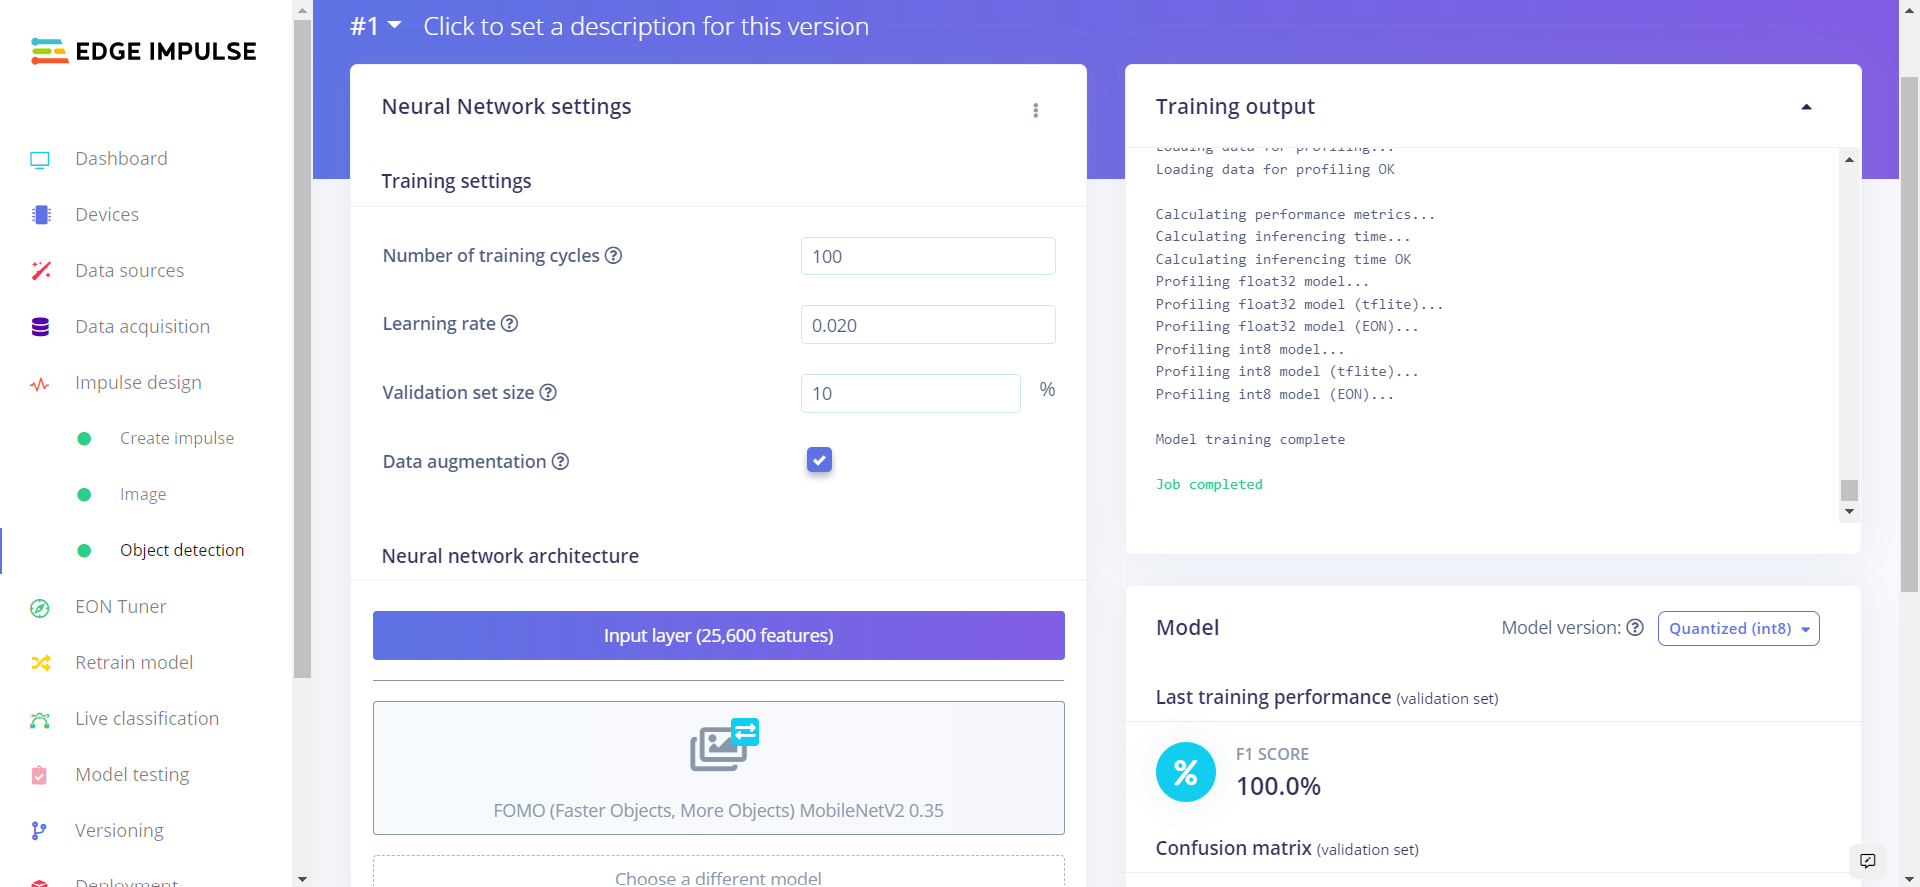 EDGE IMPULSE
Dashboard
Devices
Data sources
Data acquisition
Impulse design
Create impulse
Image
Object detection
EON Tuner
Retrain model
Live classification
Model testing
Versioning
Deployment
#1
Click to set a description for this version
Neural Network settings
Training settings
Number of training cycles
100
Learning rate
0.020
Validation set size
10 %
Data augmentation
Neural network architecture
Input layer (25,600 features)
FOMO (Faster Objects, More Objects) MobileNetV2 0.35
Choose a different model
Training output
Loading data for profiling...
Loading data for profiling OK
Calculating performance metrics...
Calculating inferencing time...
Calculating inferencing time OK
Profiling float32 model...
Profiling float32 model (tflite)...
Profiling float32 model (EON)...
Profiling int8 model...
Profiling int8 model (tflite)...
Profiling int8 model (EON)...
Model training complete
Job completed
Model
Model version: Quantized (int8)
Last training performance (validation set)
%
F1 SCORE
100.0%
Confusion matrix (validation set)